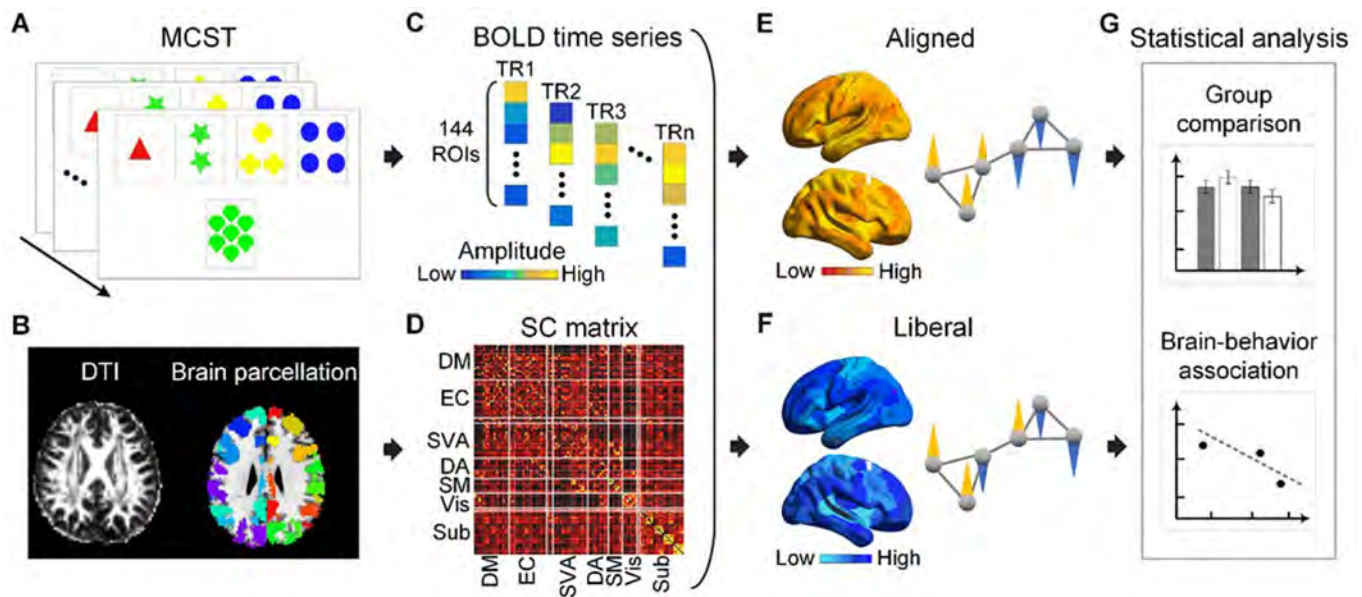 A
MCST
B
DTI
Brain parcellation
C
BOLD time series
TR1
TR2
TR3
TRn
144
ROIs
Amplitude
Low
High
D
SC matrix
DM
EC
SVA
DA
SM
Vis
Sub
DM
EC
SVA
DA
SM
Vis
Sub
E
Aligned
Low
High
F
Liberal
Low
High
G
Statistical analysis
Group
comparison
Brain-behavior
association